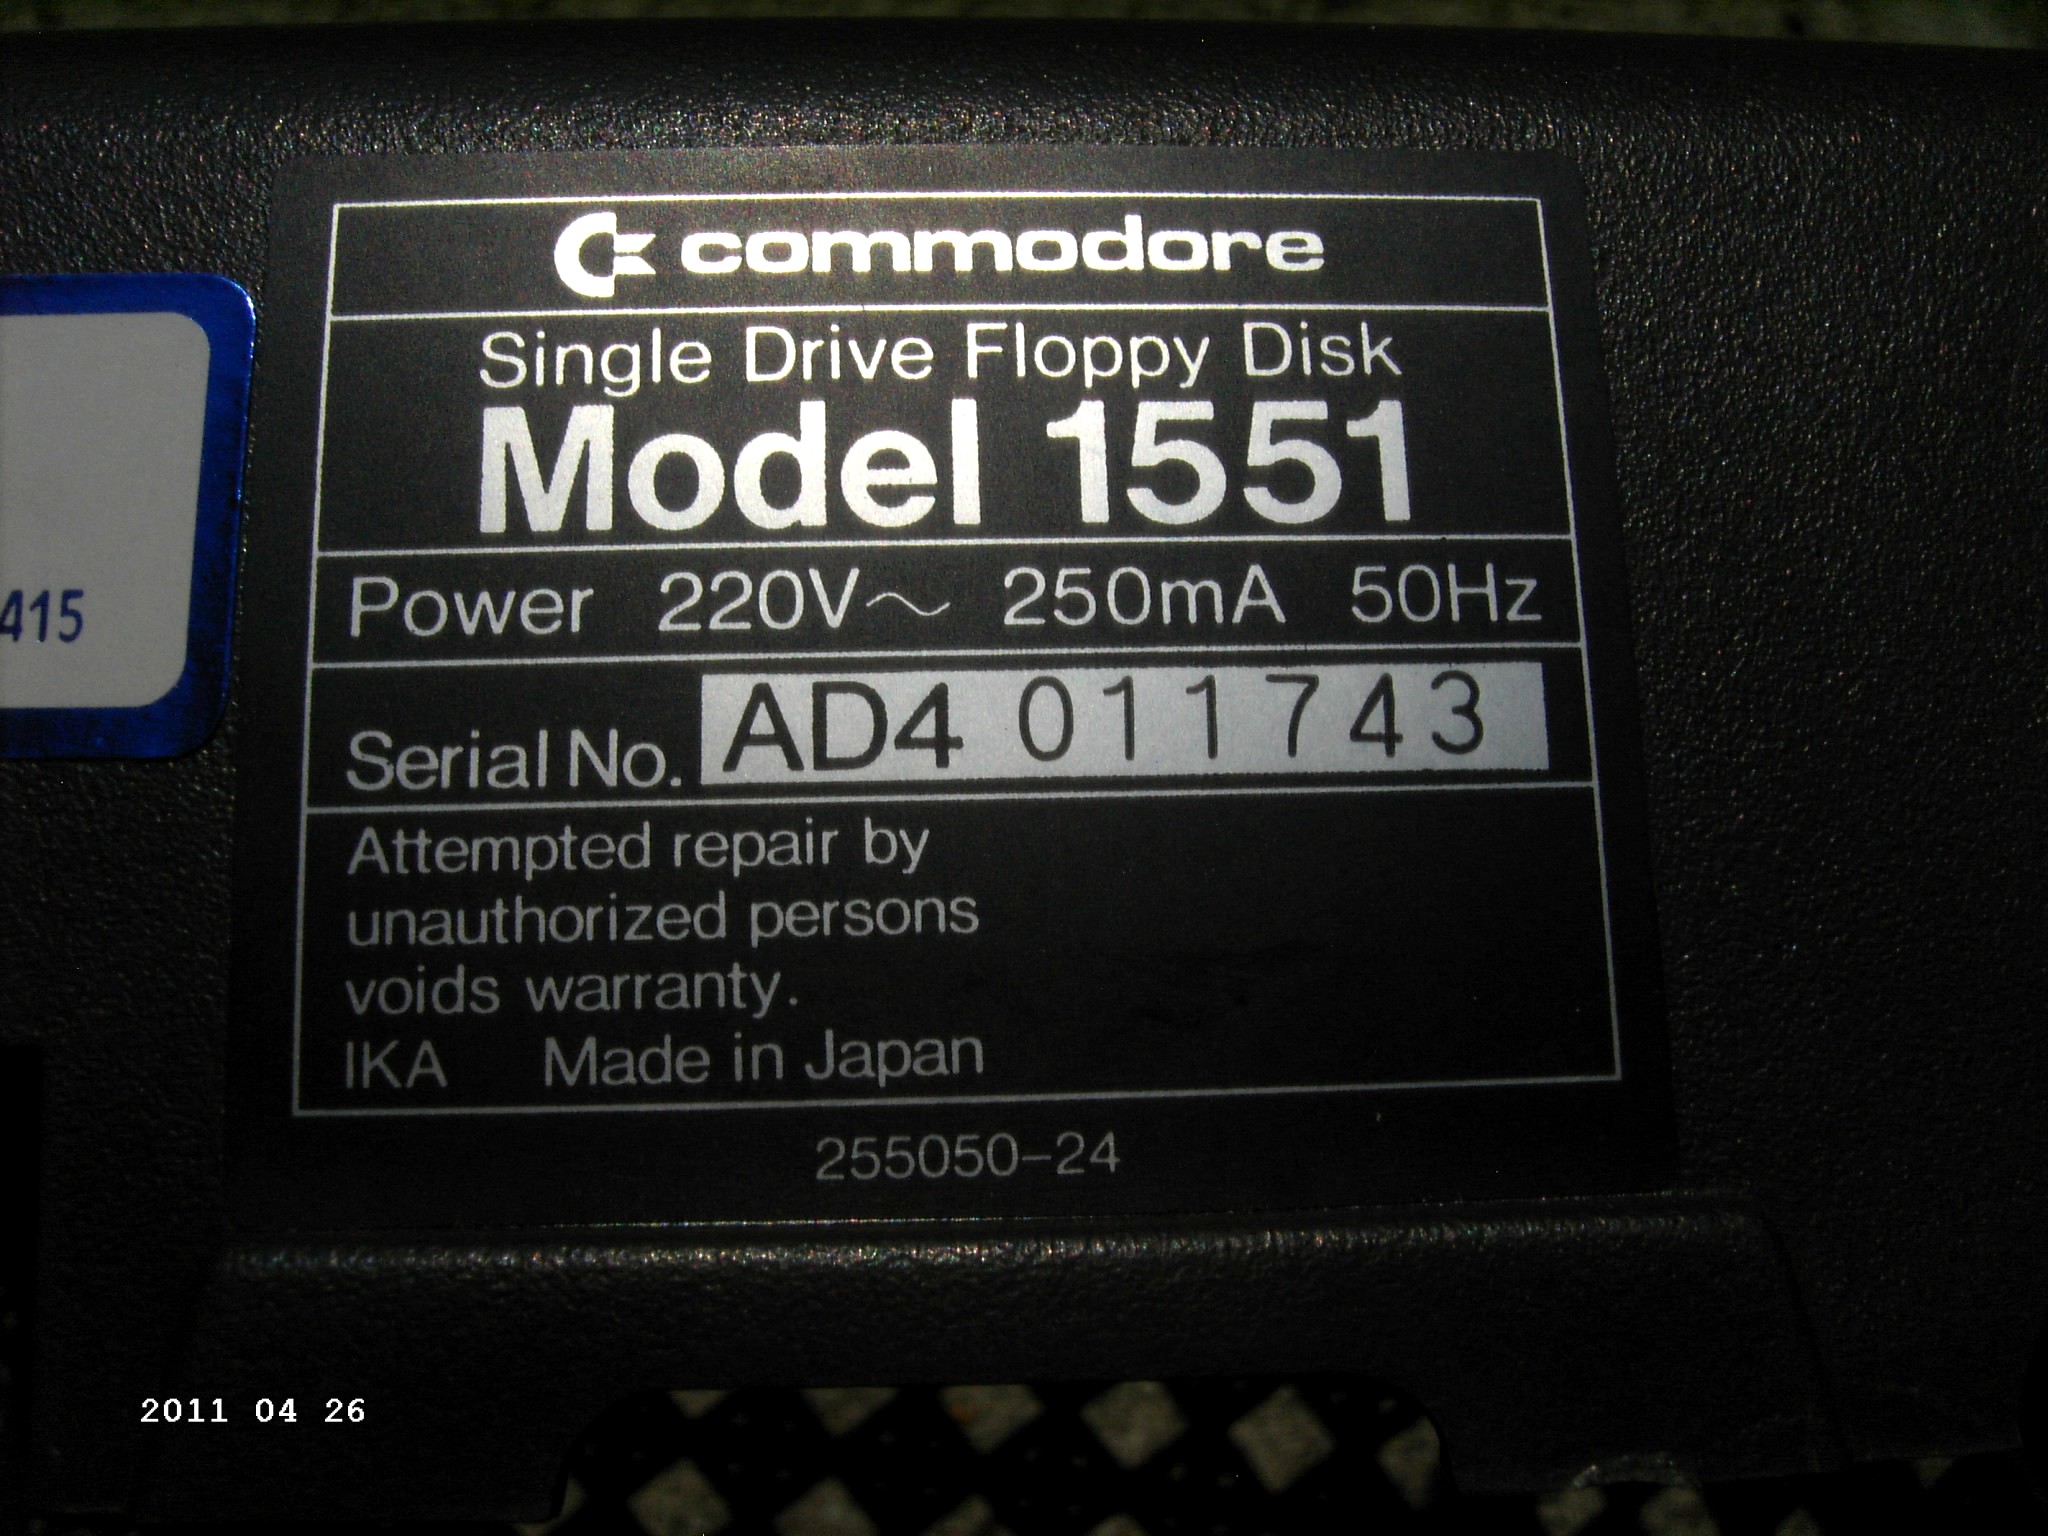 commodore
Single Drive Floppy Disk
Model 1551
Power 220V~ 250mA 50Hz
Serial No. AD4 011743
Attempted repair by
unauthorized persons
voids warranty.
IKA Made in Japan
255050-24
415
2011 04 26